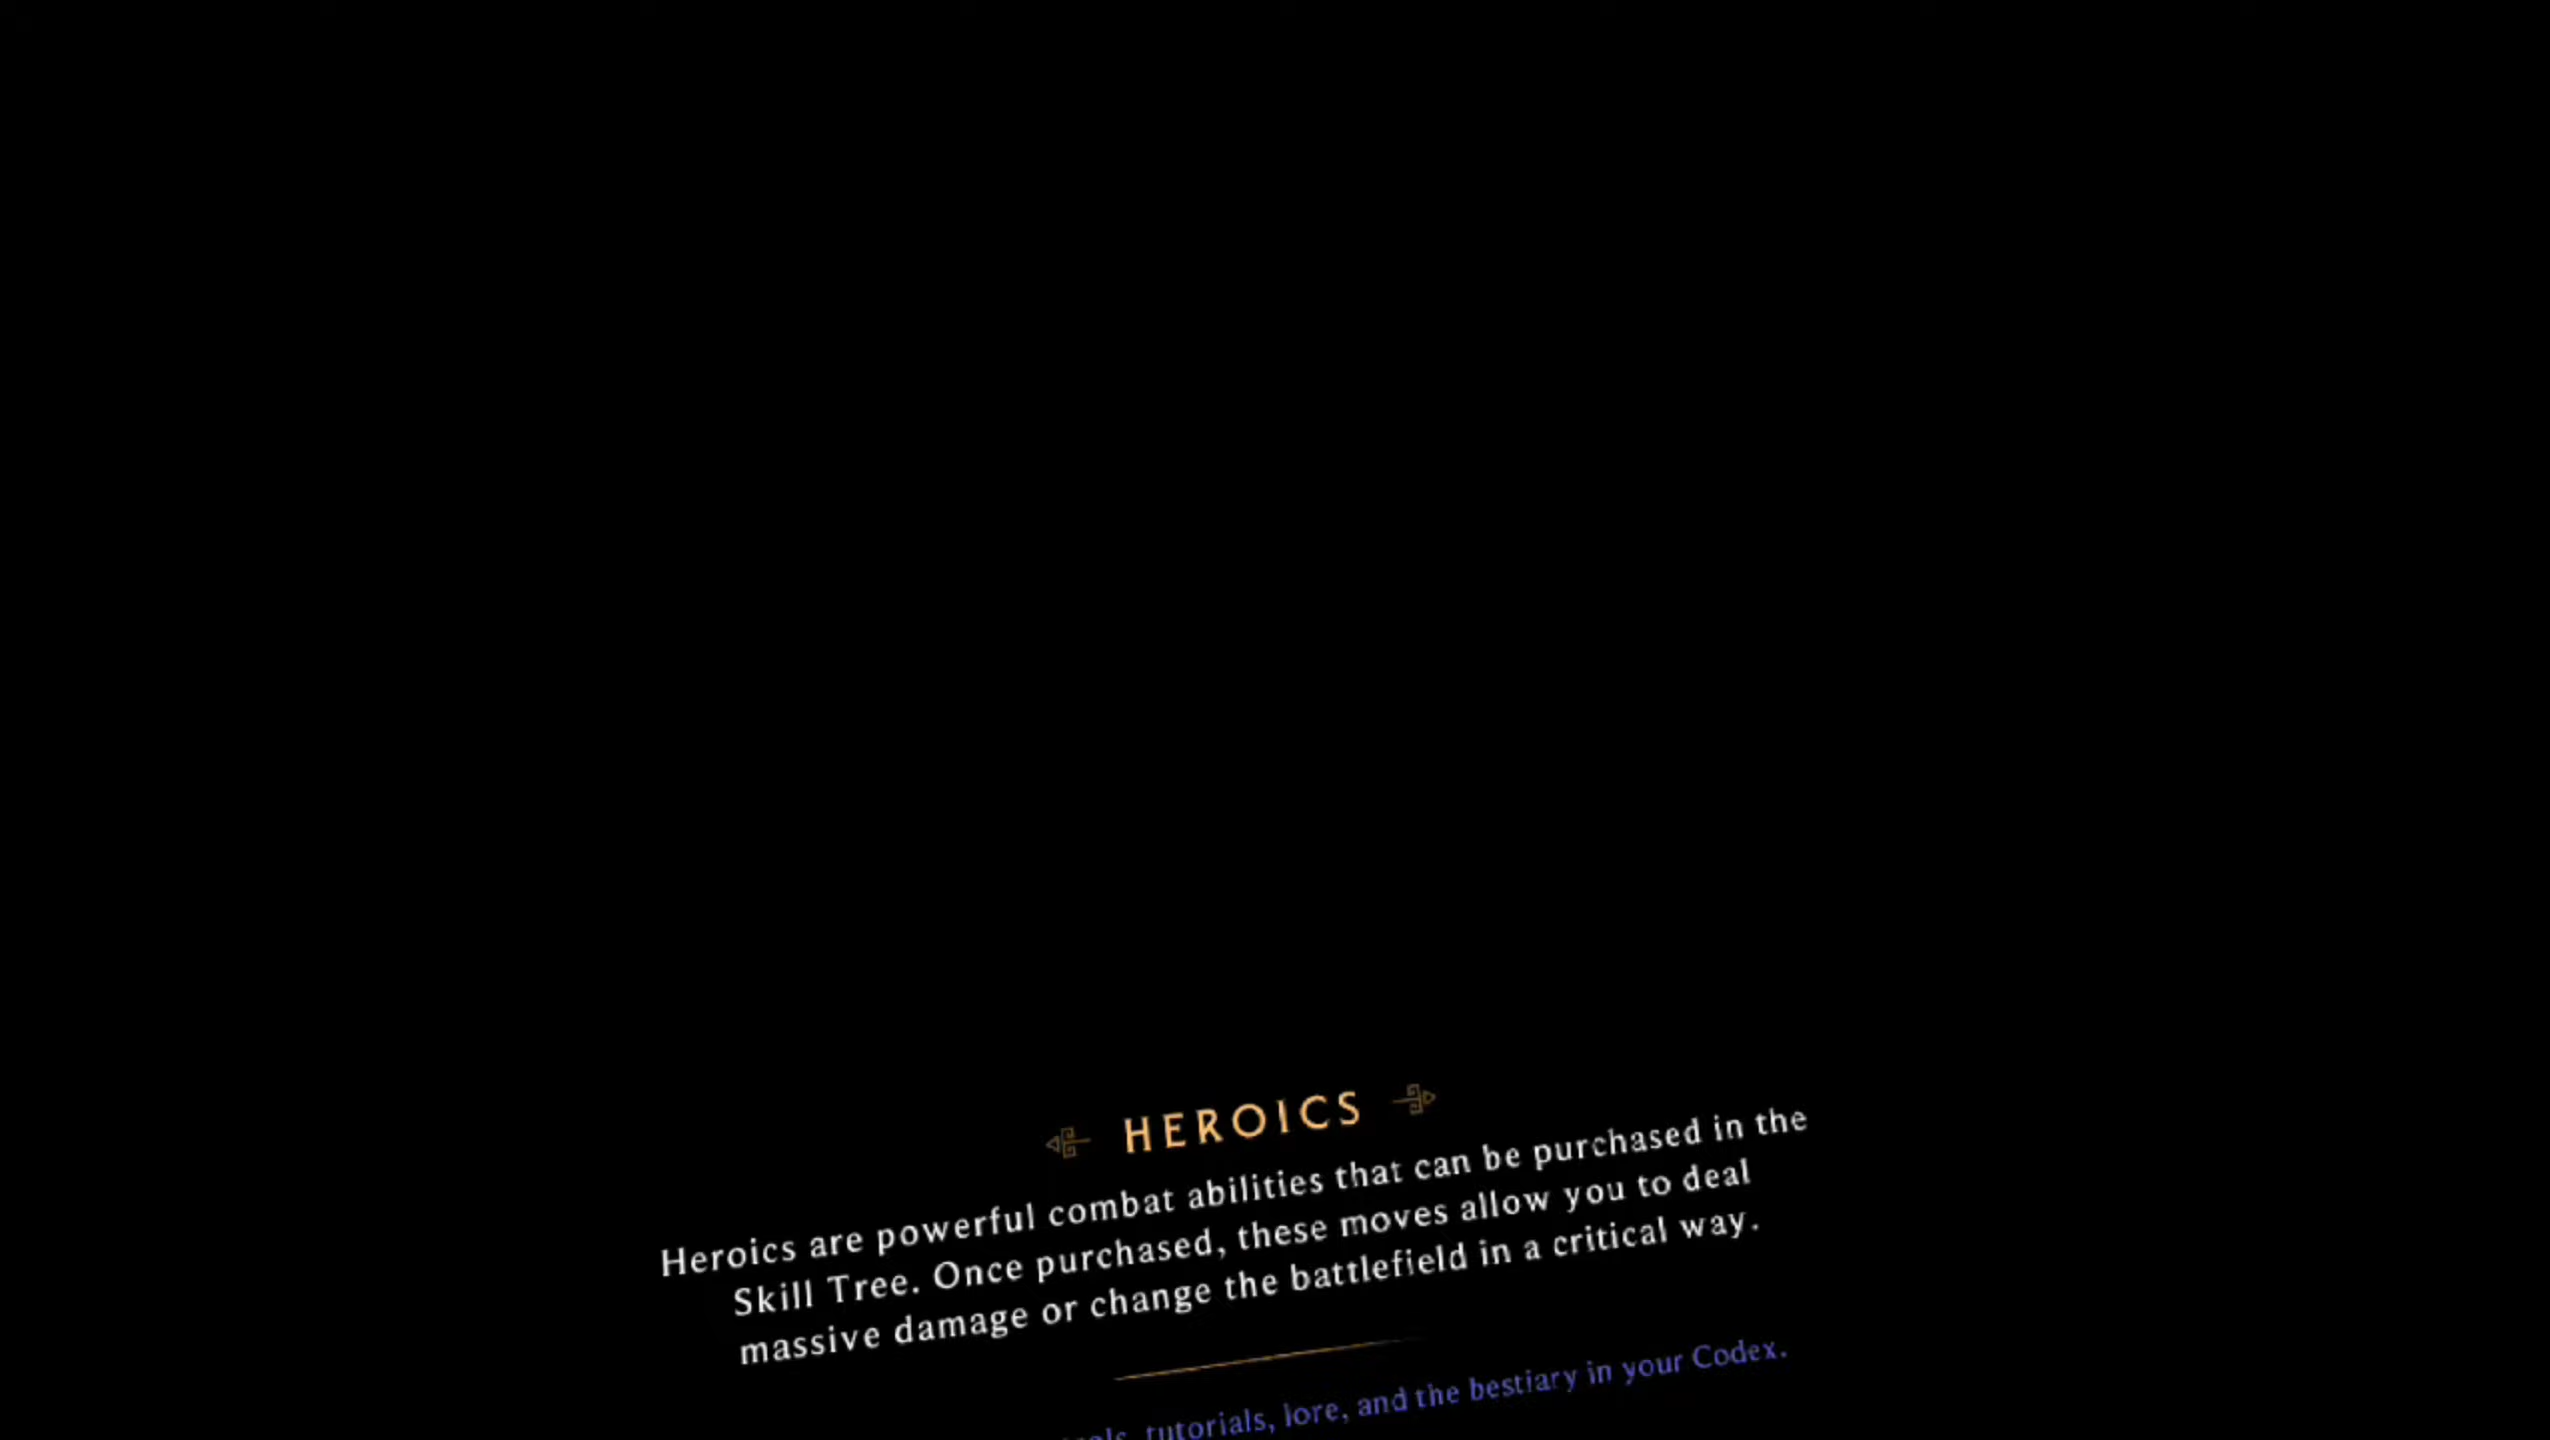 HEROICS
Heroics are powerful combat abilities that can be purchased in the
Skill Tree. Once purchased, these moves allow you to deal
massive damage or change the battlefield in a critical way.
tutorials, lore, and the bestiary in your Codex.